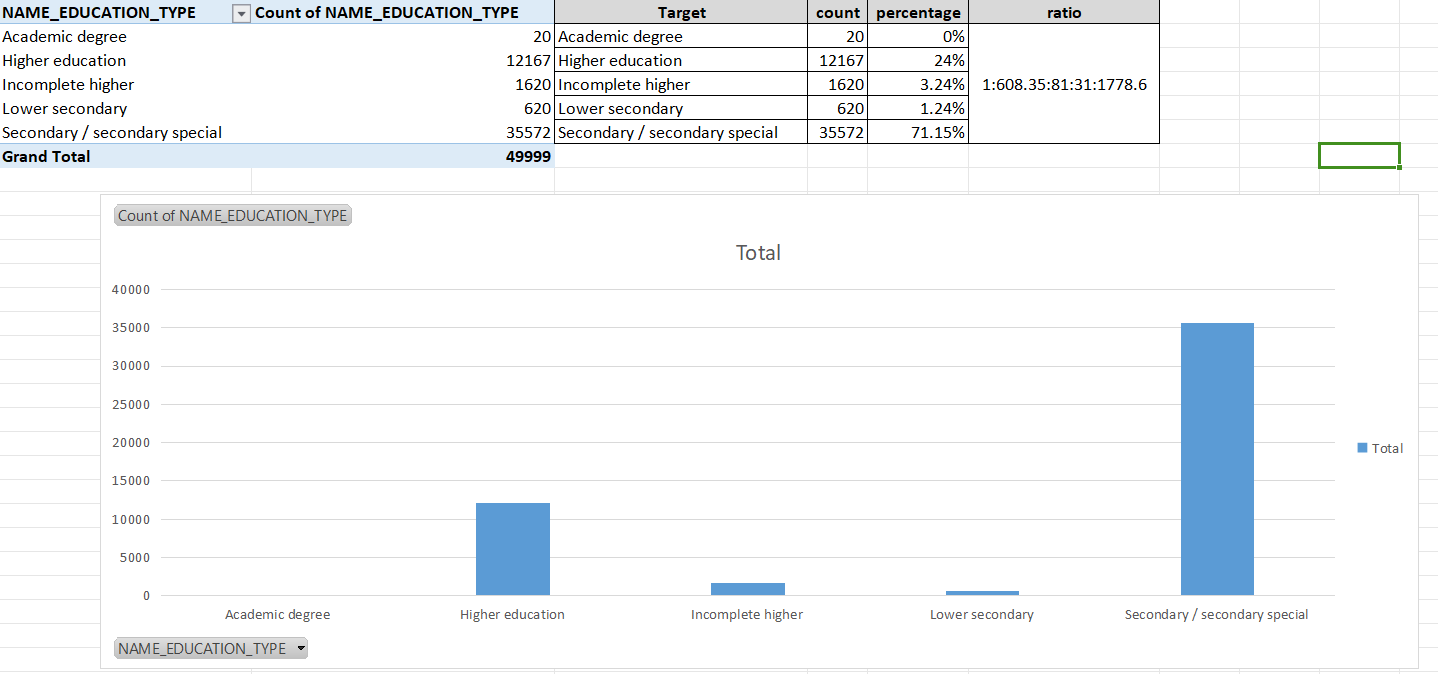 NAME_EDUCATION_TYPE Count of NAME_EDUCATION_TYPE Target count percentage ratio
Academic degree 20 Academic degree 20 0%
Higher education 12167 Higher education 12167 24%
Incomplete higher 1620 Incomplete higher 1620 3.24% 1:608.35:81:31:1778.6
Lower secondary 620 Lower secondary 620 1.24%
Secondary / secondary special 35572 Secondary / secondary special 35572 71.15%
Grand Total 49999
Count of NAME_EDUCATION_TYPE
Total
40000
35000
30000
25000
20000
15000
10000
5000
0
Total
Academic degree Higher education Incomplete higher Lower secondary Secondary / secondary special
NAME_EDUCATION_TYPE